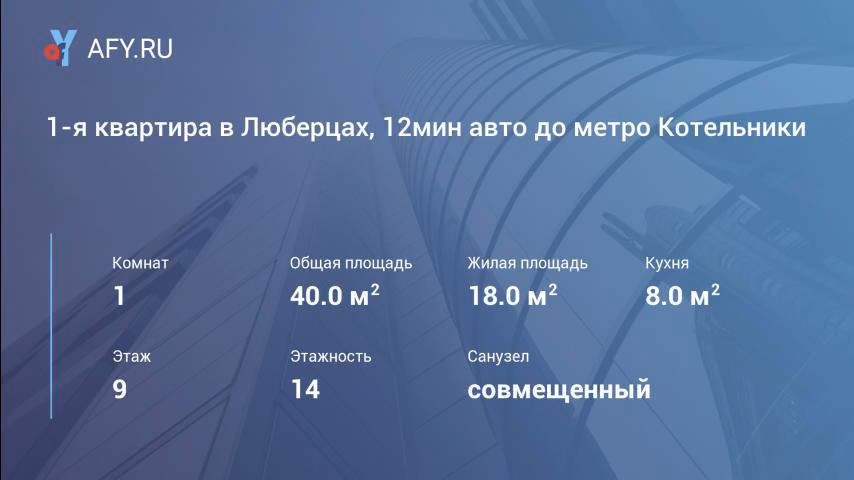 AFY.RU
1-я квартира в Люберцах, 12мин авто до метро Котельники
Комнат Общая площадь Жилая площадь Кухня
1 40.0 м² 18.0 м² 8.0 м²
Этаж Этажность Санузел
9 14 совмещенный